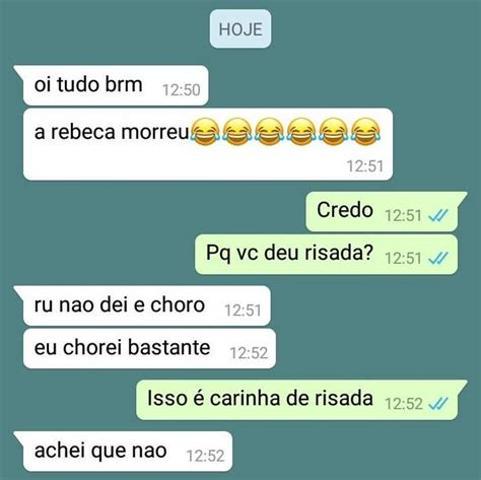 HOJE
oi tudo brm 12:50
a rebeca morreu😂😂😂😂😂😂
12:51
Credo 12:51
Pq vc deu risada? 12:51
ru nao dei e choro 12:51
eu chorei bastante 12:52
Isso é carinha de risada 12:52
achei que nao 12:52